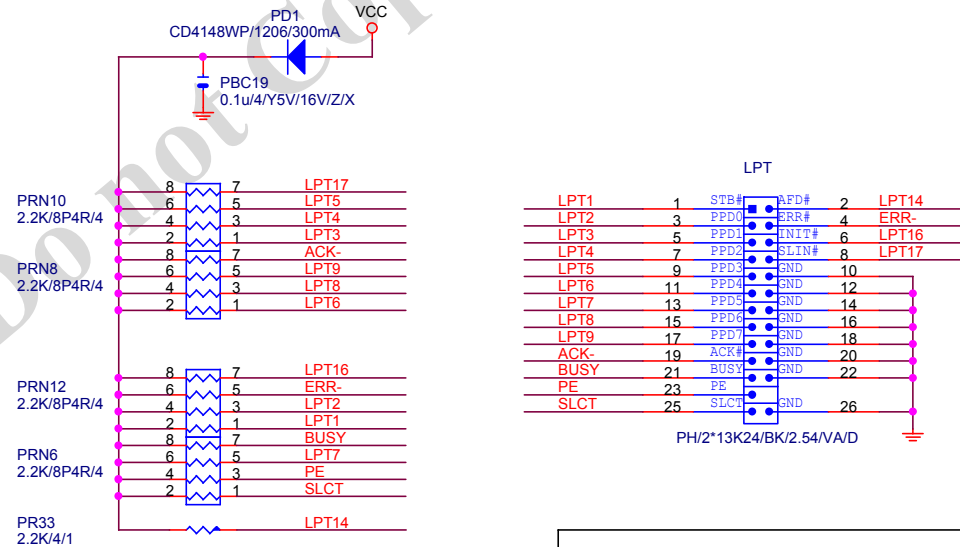 Do not Cop
PD1
VCC
CD4148WP/1206/300mA
PBC19
0.1u/4/Y5V/16V/Z/X
PRN10
2.2K/8P4R/4
8 7 LPT17
6 5 LPT5
4 3 LPT4
2 1 LPT3
PRN8
2.2K/8P4R/4
8 7 ACK-
6 5 LPT9
4 3 LPT8
2 1 LPT6
PRN12
2.2K/8P4R/4
8 7 LPT16
6 5 ERR-
4 3 LPT2
2 1 LPT1
PRN6
2.2K/8P4R/4
8 7 BUSY
6 5 LPT7
4 3 PE
2 1 SLCT
PR33
2.2K/4/1
LPT14
LPT
LPT1 1 STB# AFD# 2 LPT14
LPT2 3 PPD0 ERR# 4 ERR-
LPT3 5 PPD1 INIT# 6 LPT16
LPT4 7 PPD2 SLIN# 8 LPT17
LPT5 9 PPD3 GND 10
LPT6 11 PPD4 GND 12
LPT7 13 PPD5 GND 14
LPT8 15 PPD6 GND 16
LPT9 17 PPD7 GND 18
ACK- 19 ACK# GND 20
BUSY 21 BUSY GND 22
PE 23 PE
SLCT 25 SLCT GND 26
PH/2*13K24/BK/2.54/VA/D